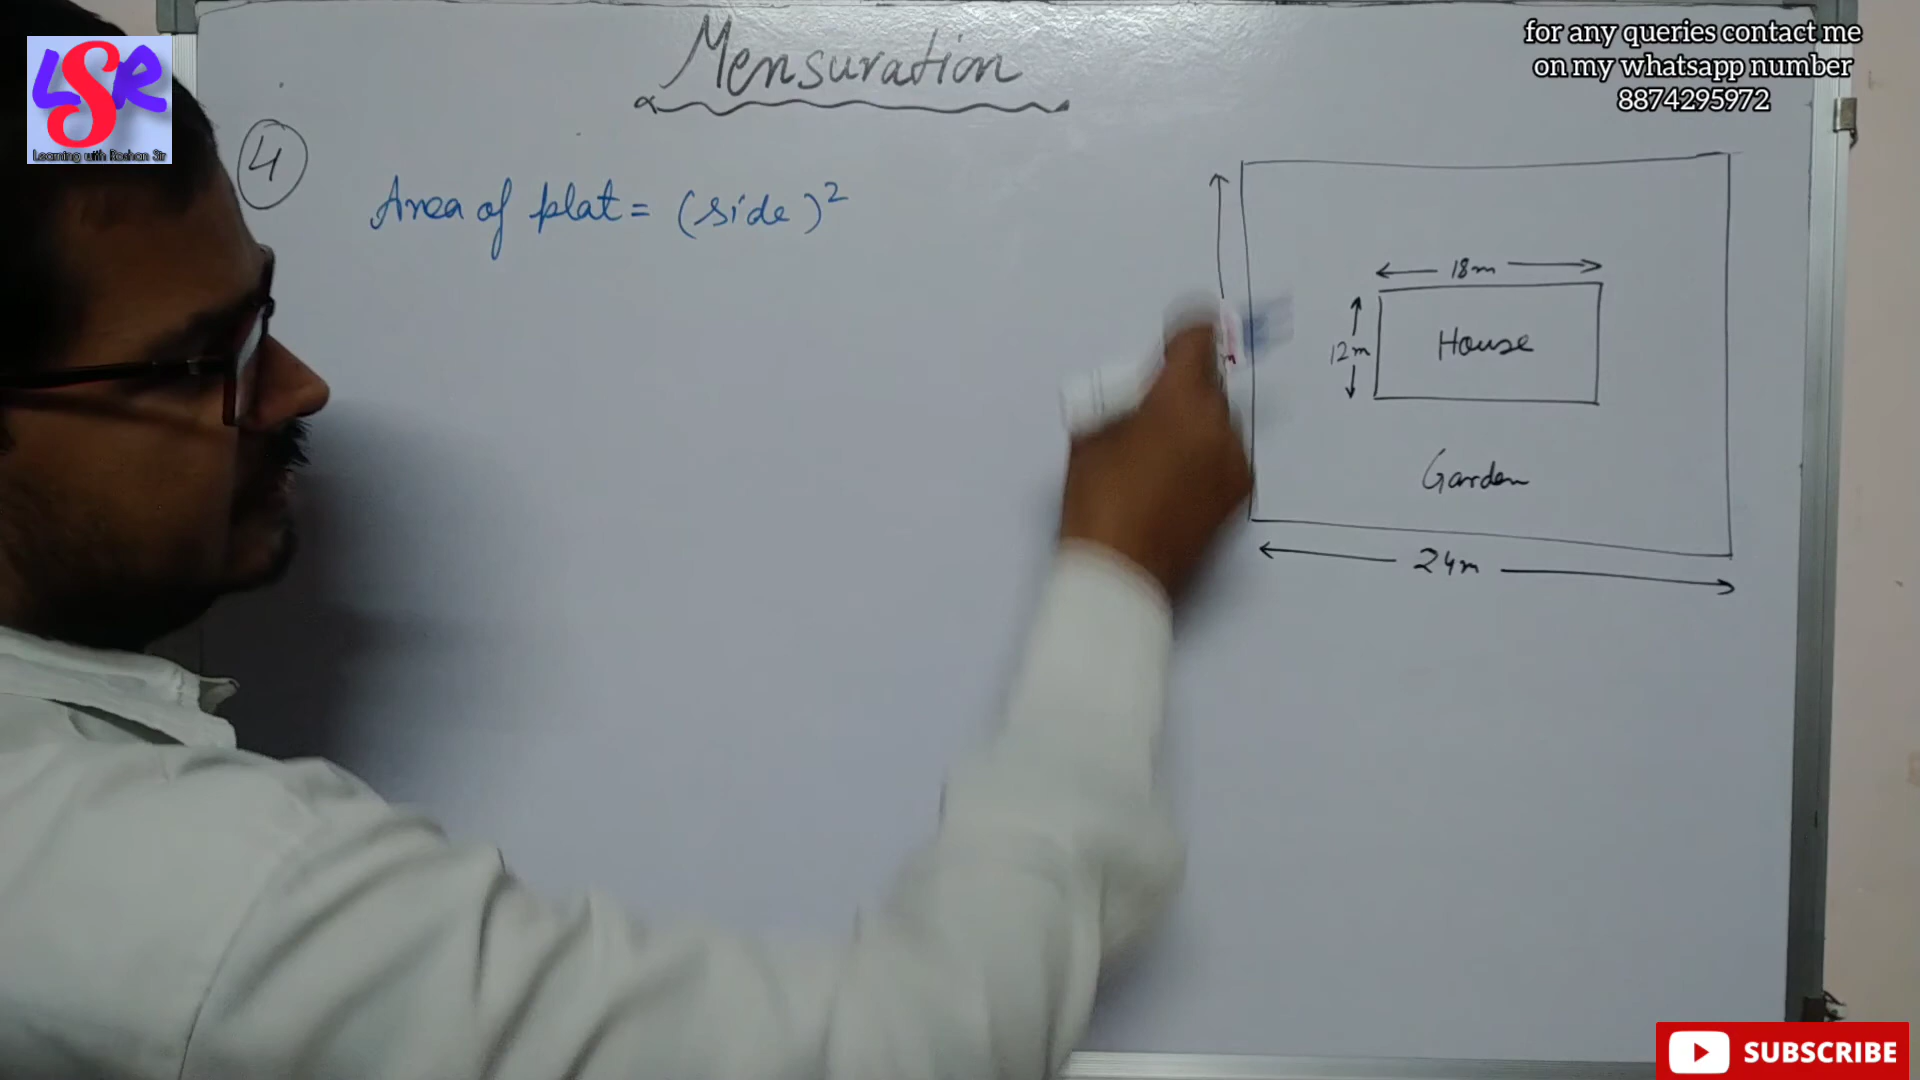 LSR
Learning with Roshan Sir
for any queries contact me
on my whatsapp number
8874295972
Mensuration
4
Area of plat = (side)²
18m
12m
House
Garden
24m
SUBSCRIBE